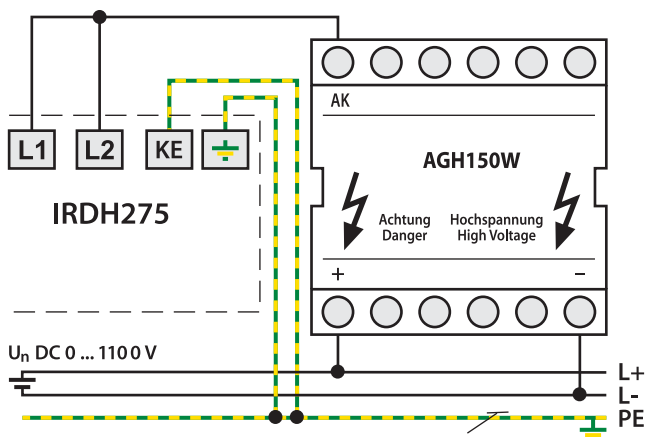 AK
L1 L2 KE
AGH150W
IRDH275
Achtung Hochspannung
Danger High Voltage
+ −
Un DC 0 ... 1100 V
L+
L-
PE